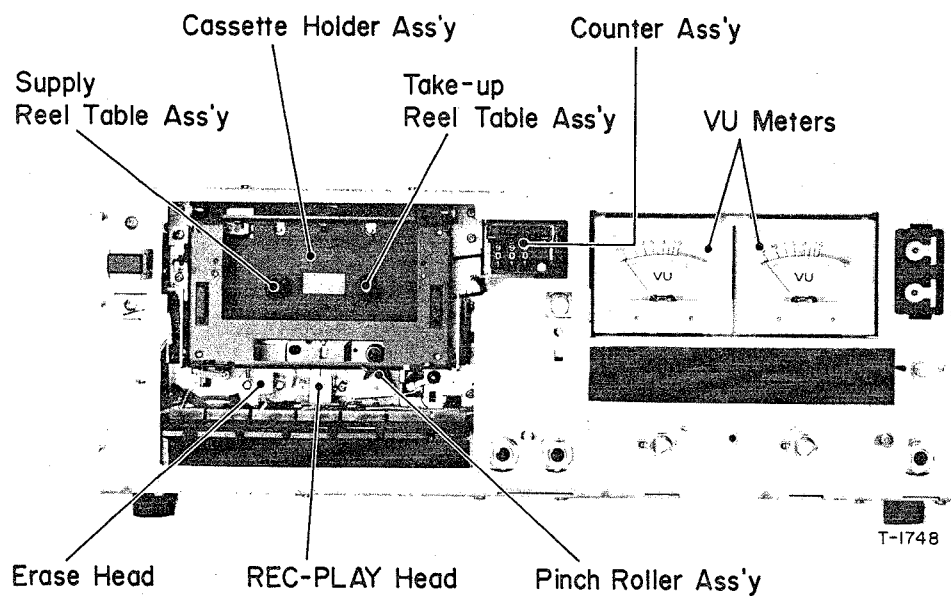 Cassette Holder Ass'y
Counter Ass'y
Supply
Reel Table Ass'y
Take-up
Reel Table Ass'y
VU Meters
VU
VU
T-1748
Erase Head
REC-PLAY Head
Pinch Roller Ass'y